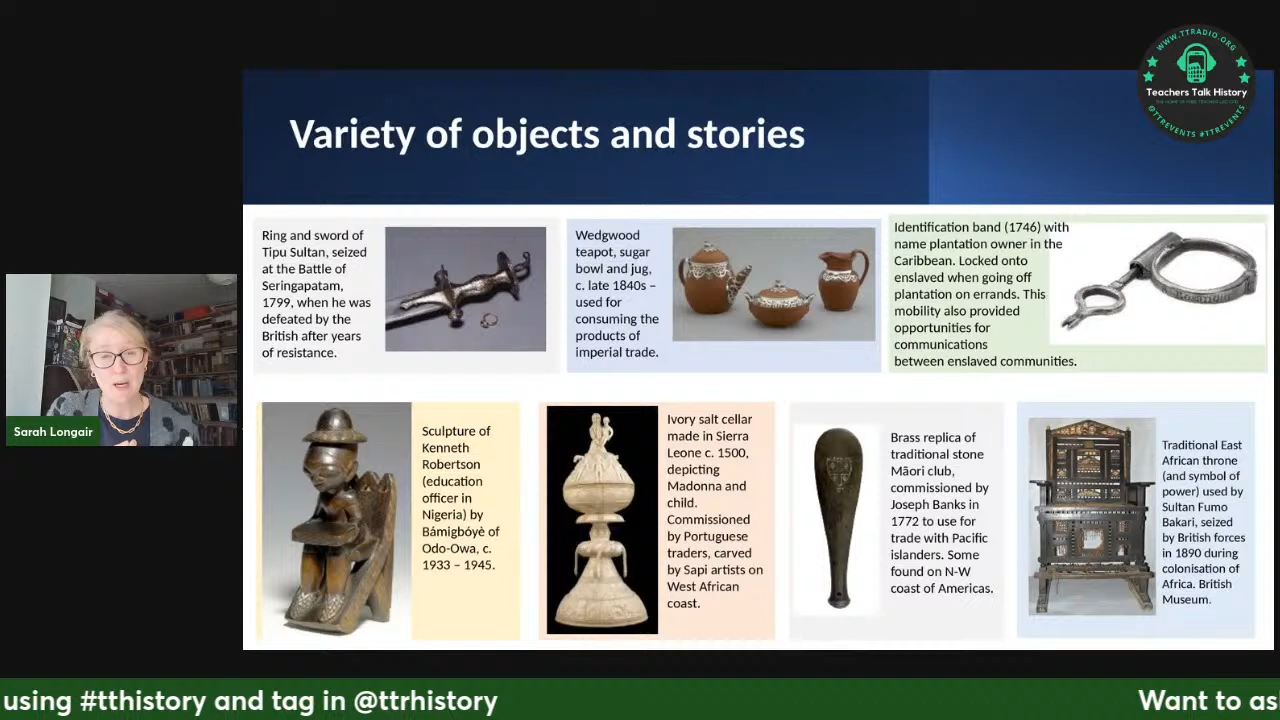 WWW.TTRADIO.ORG
Teachers Talk History
@TTREVENTS #TTREVENTS
Variety of objects and stories
Ring and sword of
Tipu Sultan, seized
at the Battle of
Seringapatam,
1799, when he was
defeated by the
British after years
of resistance.
Wedgwood
teapot, sugar
bowl and jug,
c. late 1840s –
used for
consuming the
products of
imperial trade.
Identification band (1746) with
name plantation owner in the
Caribbean. Locked onto
enslaved when going off
plantation on errands. This
mobility also provided
opportunities for
communications
between enslaved communities.
Sarah Longair
Sculpture of
Kenneth
Robertson
(education
officer in
Nigeria) by
Bámigbóyè of
Odo-Owa, c.
1933 – 1945.
Ivory salt cellar
made in Sierra
Leone c. 1500,
depicting
Madonna and
child.
Commissioned
by Portuguese
traders, carved
by Sapi artists on
West African
coast.
Brass replica of
traditional stone
Māori club,
commissioned by
Joseph Banks in
1772 to use for
trade with Pacific
islanders. Some
found on N-W
coast of Americas.
Traditional East
African throne
(and symbol of
power) used by
Sultan Fumo
Bakari, seized
by British forces
in 1890 during
colonisation of
Africa. British
Museum.
using #tthistory and tag in @ttrhistory
Want to as